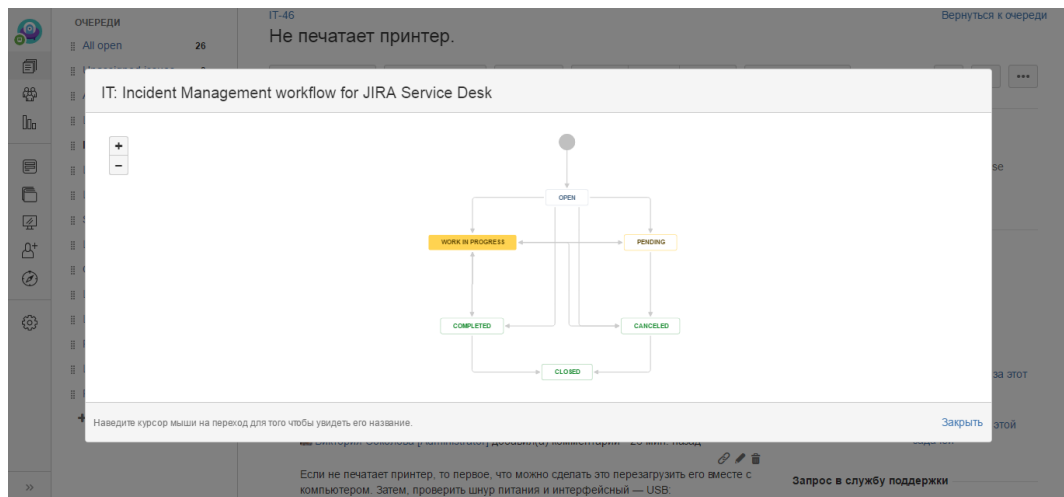 ОЧЕРЕДИ
All open 26
IT-46
Вернуться к очереди
Не печатает принтер.
IT: Incident Management workflow for JIRA Service Desk
+
−
OPEN
WORK IN PROGRESS
PENDING
COMPLETED
CANCELED
CLOSED
Наведите курсор мыши на переход для того чтобы увидеть его название.
Закрыть
за этот
этой
мин. назад
Если не печатает принтер, то первое, что можно сделать это перезагрузить его вместе с
компьютером. Затем, проверить шнур питания и интерфейсный — USB:
Запрос в службу поддержки